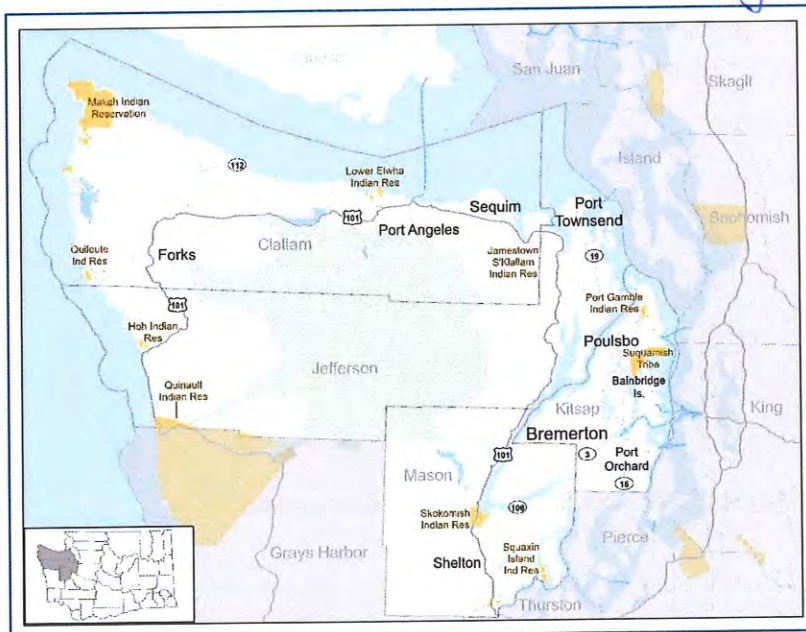 San Juan
Skagit
Makah Indian
Reservation
Island
112
Lower Elwha
Indian Res
Snohomish
Sequim
Port
Townsend
101
Port Angeles
Clallam
Quileute
Ind Res
Forks
Jamestown
S'Klallam
Indian Res
19
101
Port Gamble
Indian Res
Hoh Indian
Res
Poulsbo
Suquamish
Tribe
Jefferson
Bainbridge
Is.
Quinault
Indian Res
Kitsap
King
Bremerton
101
3
Port
Orchard
16
Mason
Skokomish
Indian Res
106
Pierce
Grays Harbor
Shelton
Squaxin
Island
Ind Res
Thurston